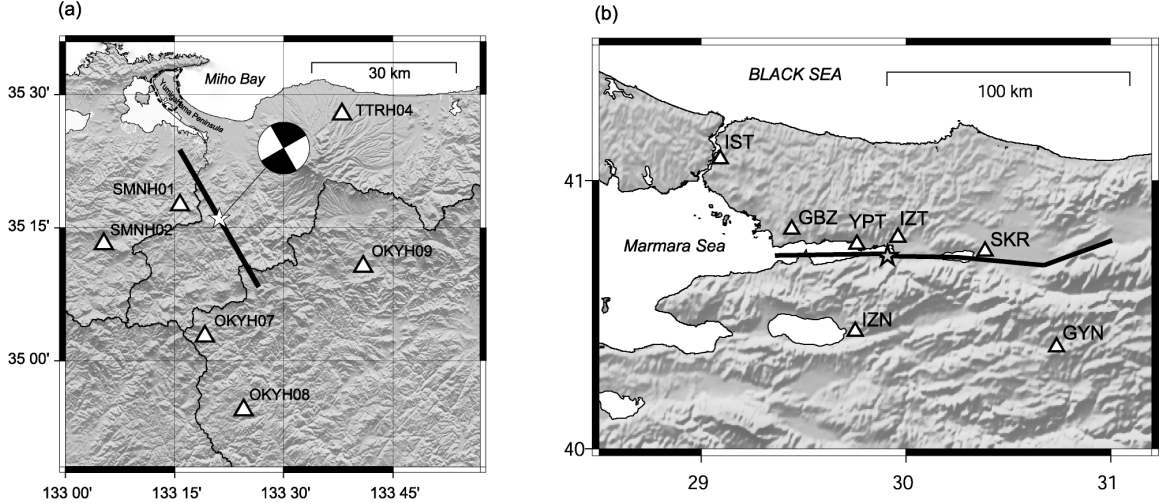 (a)
Miho Bay
30 km
35 30'
Yumigahama Peninsula
TTRH04
SMNH01
35 15'
SMNH02
OKYH09
OKYH07
35 00'
OKYH08
133 00'
133 15'
133 30'
133 45'
(b)
BLACK SEA
100 km
IST
41
GBZ
YPT
IZT
SKR
Marmara Sea
IZN
GYN
40
29
30
31